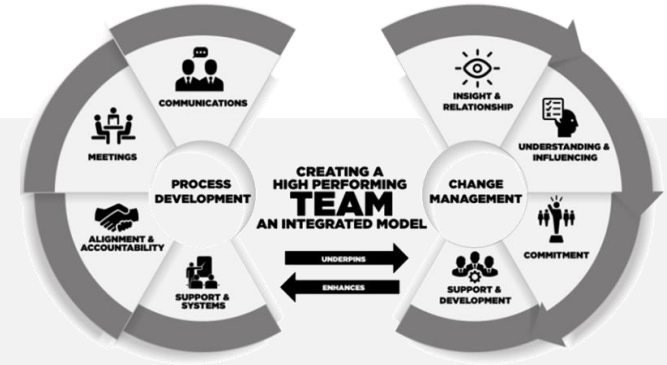 COMMUNICATIONS
MEETINGS
ALIGNMENT &
ACCOUNTABILITY
SUPPORT &
SYSTEMS
PROCESS
DEVELOPMENT
CREATING A
HIGH PERFORMING
TEAM
AN INTEGRATED MODEL
UNDERPINS
ENHANCES
CHANGE
MANAGEMENT
INSIGHT &
RELATIONSHIP
UNDERSTANDING &
INFLUENCING
COMMITMENT
SUPPORT &
DEVELOPMENT